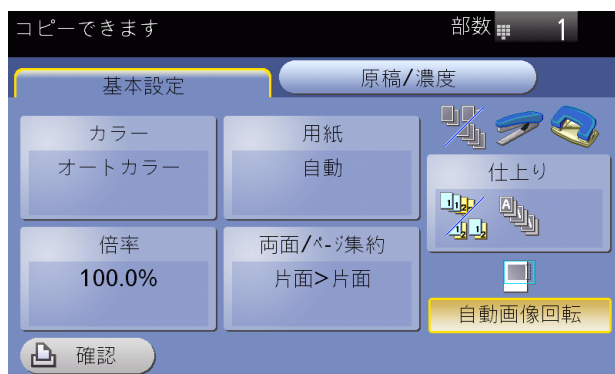 コピーできます
部数 1
基本設定
原稿/濃度
カラー
オートカラー
用紙
自動
仕上り
倍率
100.0%
両面/ページ集約
片面>片面
自動画像回転
確認